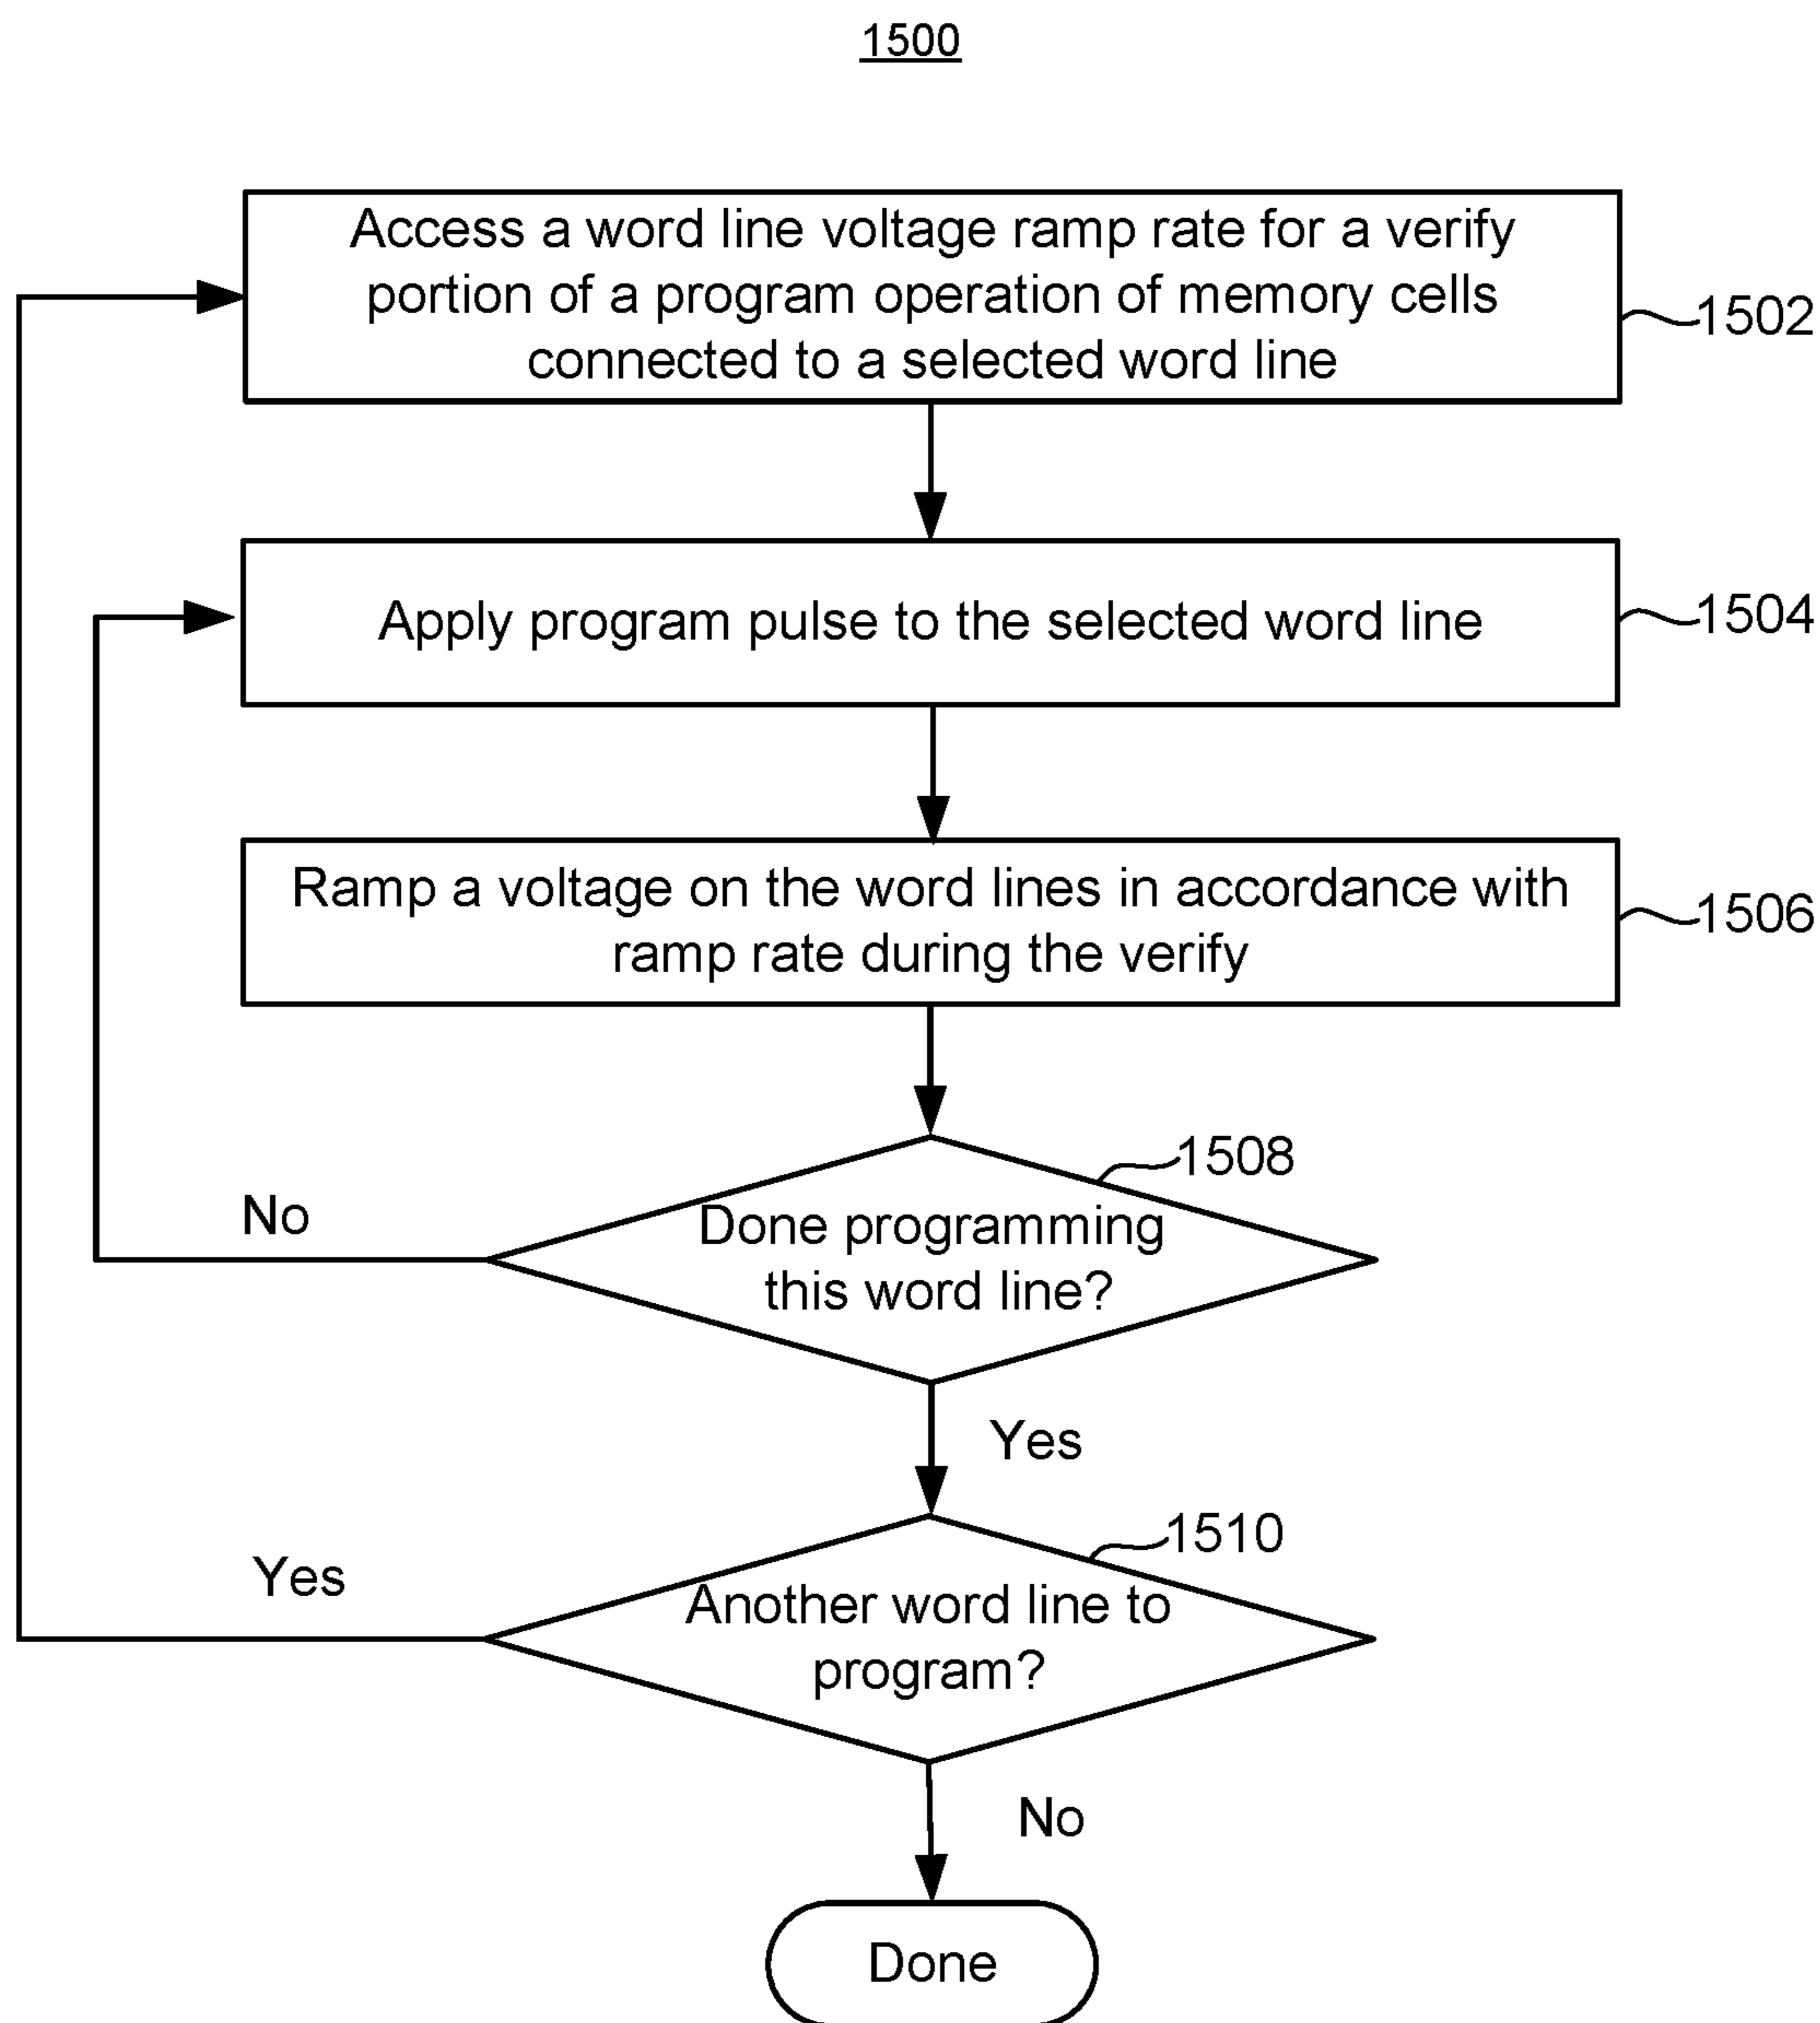 1500
Access a word line voltage ramp rate for a verify
portion of a program operation of memory cells
connected to a selected word line
1502
Apply program pulse to the selected word line
1504
Ramp a voltage on the word lines in accordance with
ramp rate during the verify
1506
1508
Done programming
this word line?
No
Yes
1510
Another word line to
program?
Yes
No
Done